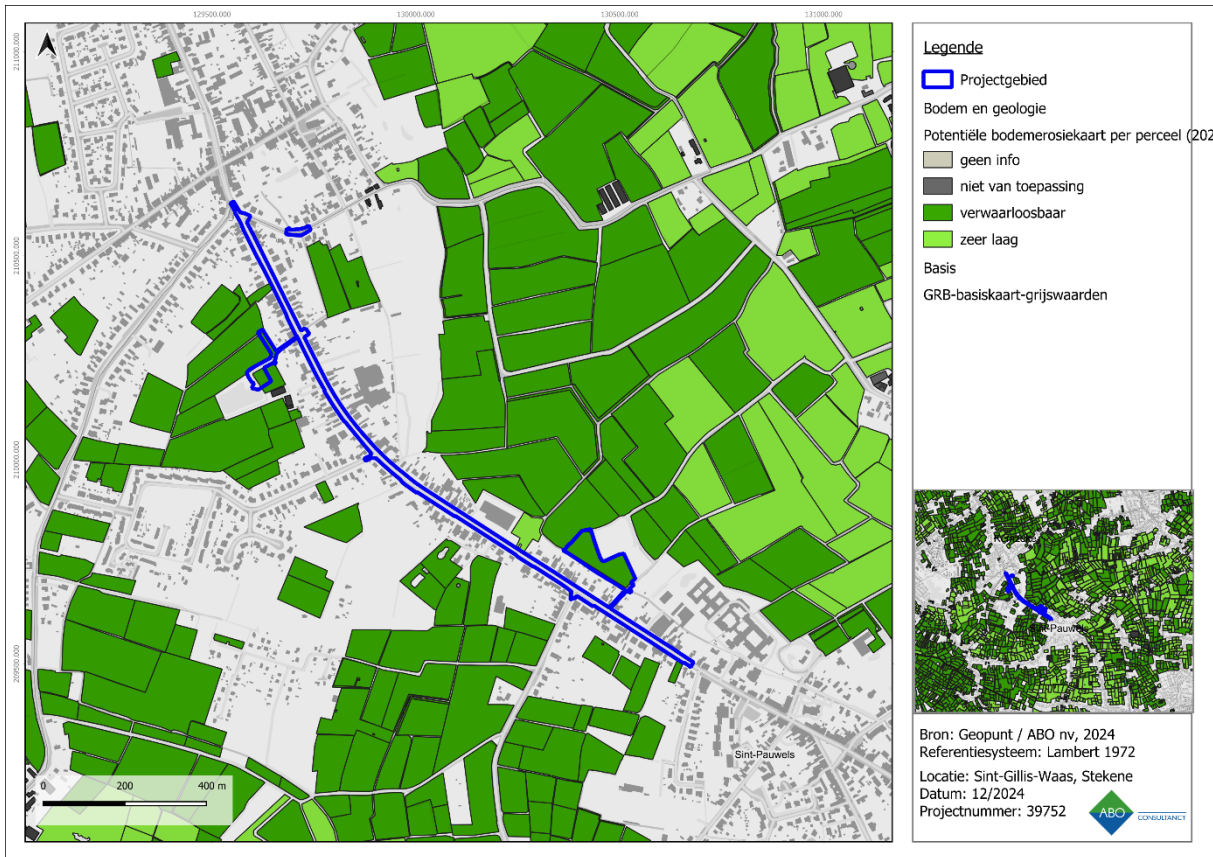 129500.000
130000.000
130500.000
131000.000
211000.000
210500.000
210000.000
209500.000
Sint-Pauwels
0 200 400 m
Legende
Projectgebied
Bodem en geologie
Potentiële bodemerosiekaart per perceel (202
geen info
niet van toepassing
verwaarloosbaar
zeer laag
Basis
GRB-basiskaart-grijswaarden
Bron: Geopunt / ABO nv, 2024
Referentiesysteem: Lambert 1972
Locatie: Sint-Gillis-Waas, Stekene
Datum: 12/2024
Projectnummer: 39752
ABO
CONSULTANCY